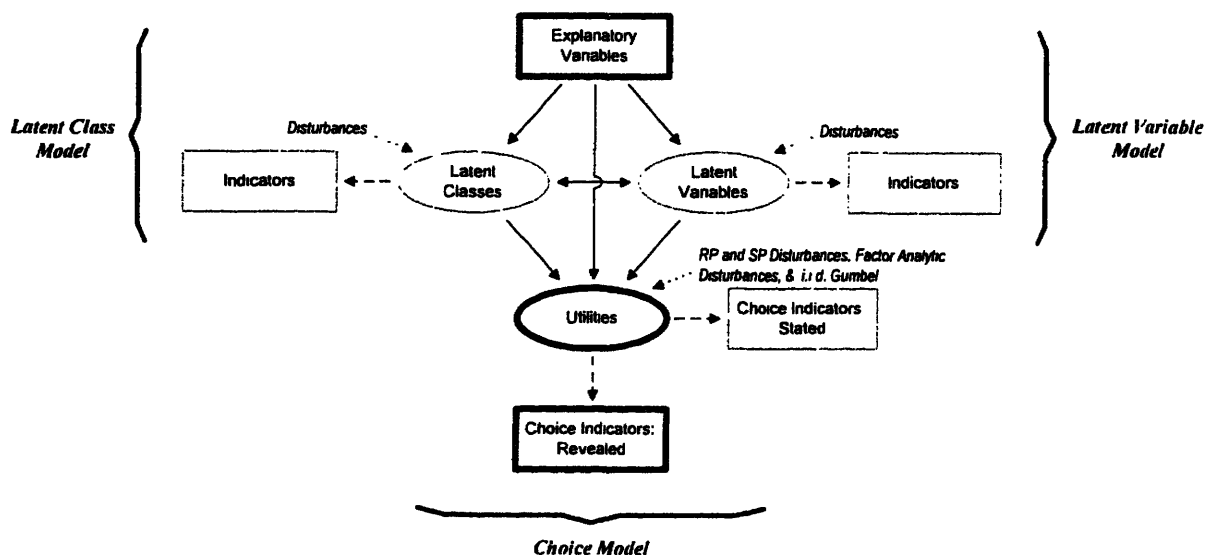 Explanatory
Variables
Latent Class
Model
Disturbances
Disturbances
Latent Variable
Model
Indicators
Latent
Classes
Latent
Variables
Indicators
RP and SP Disturbances, Factor Analytic
Disturbances, & i.i.d. Gumbel
Utilities
Choice Indicators
Stated
Choice Indicators:
Revealed
Choice Model